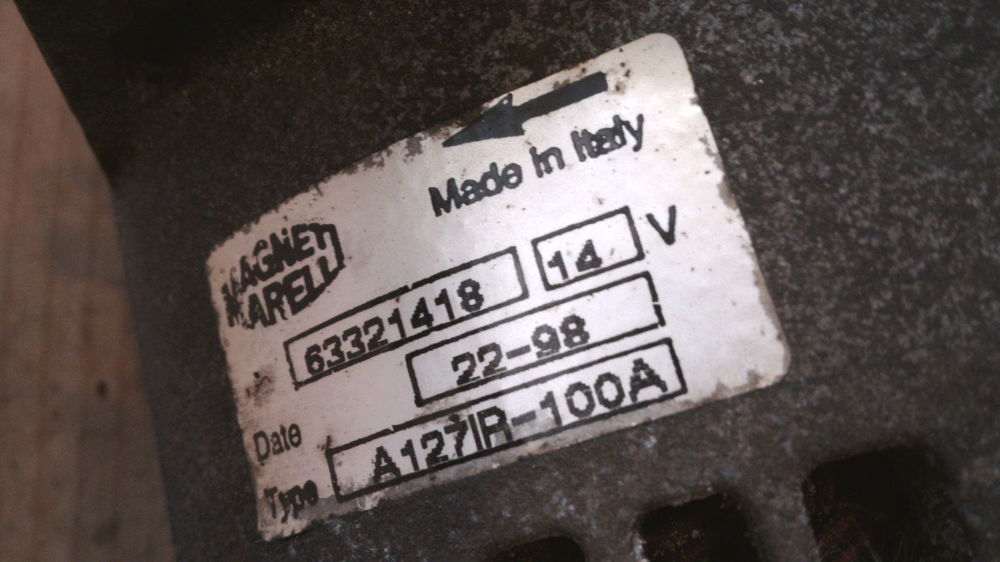 Made in Italy
MAGNETI
MARELLI
63321418 14 V
Date 22-98
Type A127IR-100A